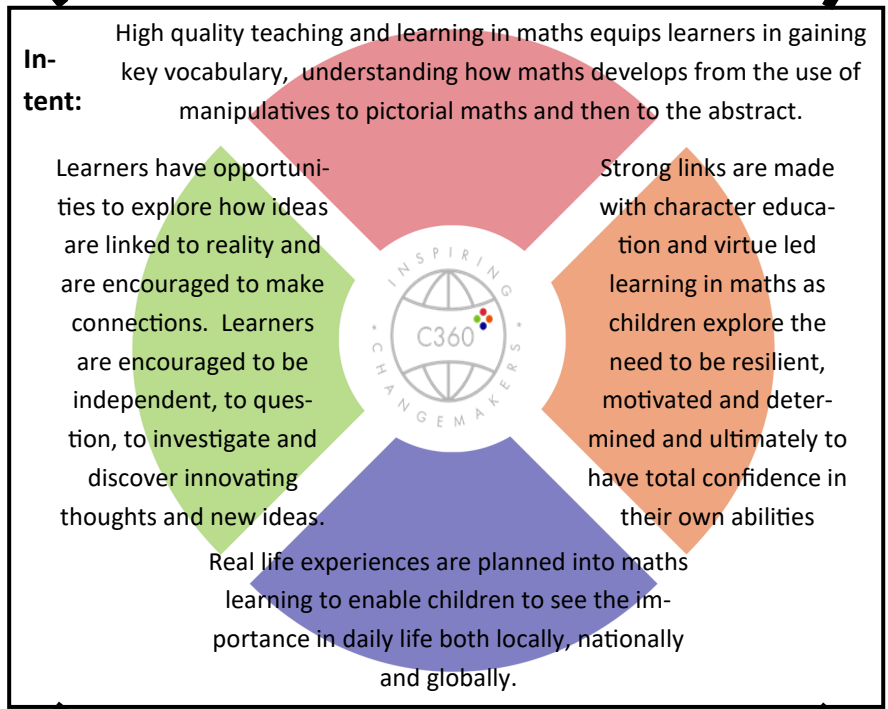 In-
tent:
High quality teaching and learning in maths equips learners in gaining
key vocabulary,  understanding how maths develops from the use of
manipulatives to pictorial maths and then to the abstract.
Learners have opportuni-
ties to explore how ideas
are linked to reality and
are encouraged to make
connections.  Learners
are encouraged to be
independent, to ques-
tion, to investigate and
discover innovating
thoughts and new ideas.
INSPIRING
C360
CHANGEMAKERS
Strong links are made
with character educa-
tion and virtue led
learning in maths as
children explore the
need to be resilient,
motivated and deter-
mined and ultimately to
have total confidence in
their own abilities
Real life experiences are planned into maths
learning to enable children to see the im-
portance in daily life both locally, nationally
and globally.